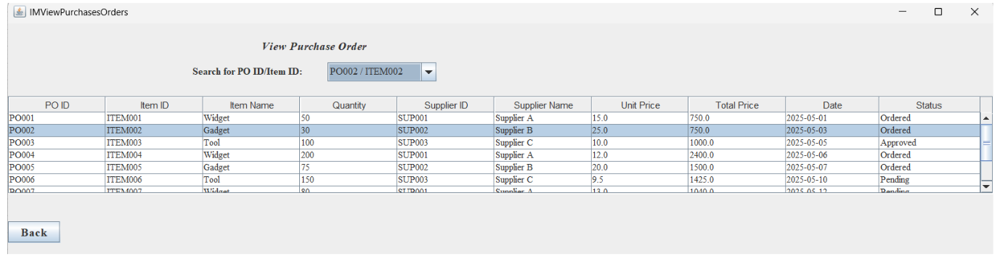 IMViewPurchasesOrders
View Purchase Order
Search for PO ID/Item ID: PO002 / ITEM002
PO ID Item ID Item Name Quantity Supplier ID Supplier Name Unit Price Total Price Date Status
PO001 ITEM001 Widget 50 SUP001 Supplier A 15.0 750.0 2025-05-01 Ordered
PO002 ITEM002 Gadget 30 SUP002 Supplier B 25.0 750.0 2025-05-03 Ordered
PO003 ITEM003 Tool 100 SUP003 Supplier C 10.0 1000.0 2025-05-05 Approved
PO004 ITEM004 Widget 200 SUP001 Supplier A 12.0 2400.0 2025-05-06 Ordered
PO005 ITEM005 Gadget 75 SUP002 Supplier B 20.0 1500.0 2025-05-07 Ordered
PO006 ITEM006 Tool 150 SUP003 Supplier C 9.5 1425.0 2025-05-10 Pending
PO007 ITEM007 Widget 80 SUP001 Supplier A 13.0 1040.0 2025-05-12 Pending
Back